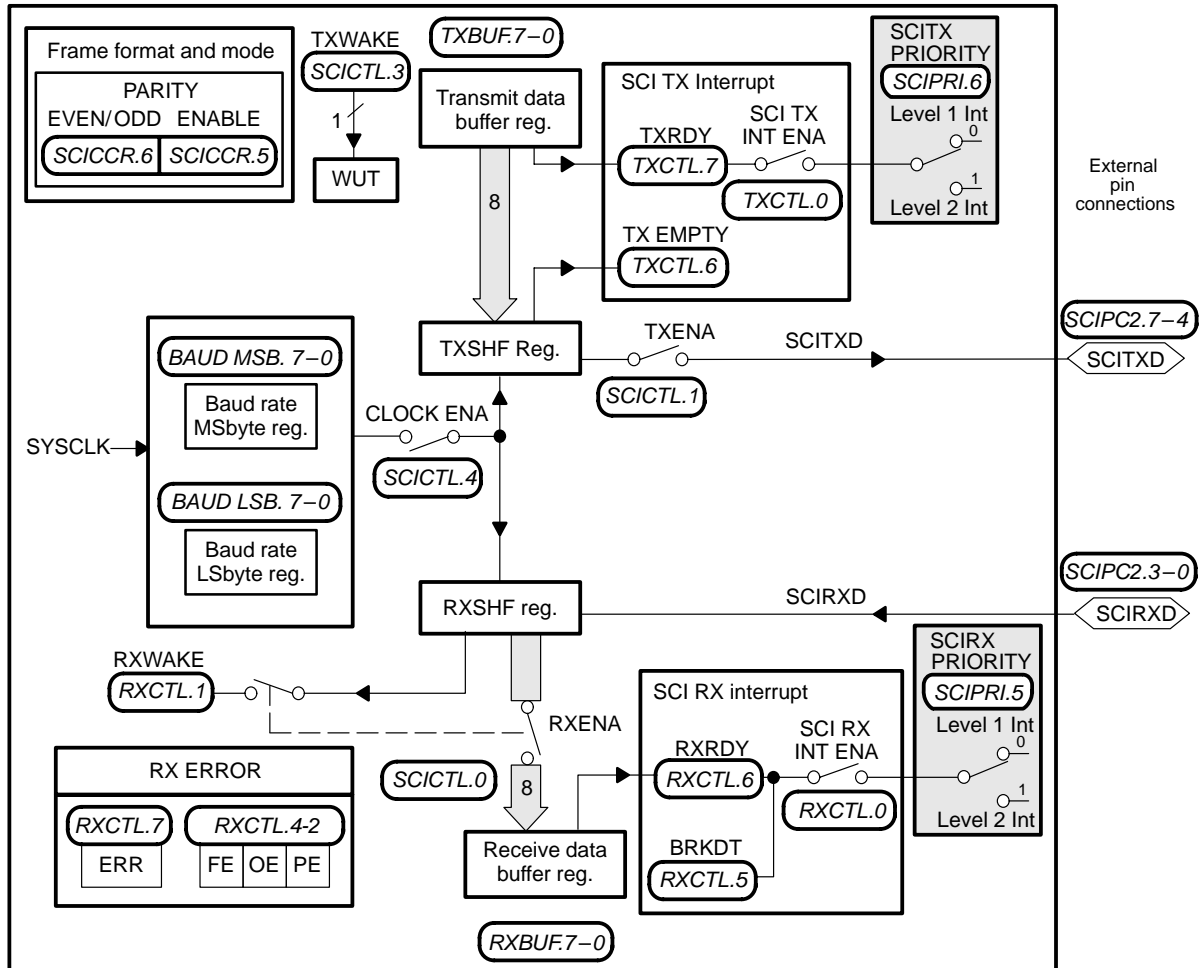 Frame format and mode
PARITY
EVEN/ODD ENABLE
SCICCR.6 SCICCR.5
TXWAKE
SCICTL.3
1
WUT
TXBUF.7−0
Transmit data
buffer reg.
8
SCI TX Interrupt
TXRDY
TXCTL.7
SCI TX
INT ENA
TXCTL.0
TX EMPTY
TXCTL.6
SCITX
PRIORITY
SCIPRI.6
Level 1 Int
0
1
Level 2 Int
External
pin
connections
BAUD MSB. 7−0
Baud rate
MSbyte reg.
SYSCLK
BAUD LSB. 7−0
Baud rate
LSbyte reg.
CLOCK ENA
SCICTL.4
TXSHF Reg.
TXENA
SCICTL.1
SCITXD
SCIPC2.7−4
SCITXD
RXSHF reg.
SCIRXD
SCIPC2.3−0
SCIRXD
RXWAKE
RXCTL.1
RXENA
SCICTL.0
8
RX ERROR
RXCTL.7 RXCTL.4-2
ERR FE OE PE
Receive data
buffer reg.
RXBUF.7−0
SCI RX interrupt
RXRDY
RXCTL.6
SCI RX
INT ENA
RXCTL.0
BRKDT
RXCTL.5
SCIRX
PRIORITY
SCIPRI.5
Level 1 Int
0
1
Level 2 Int